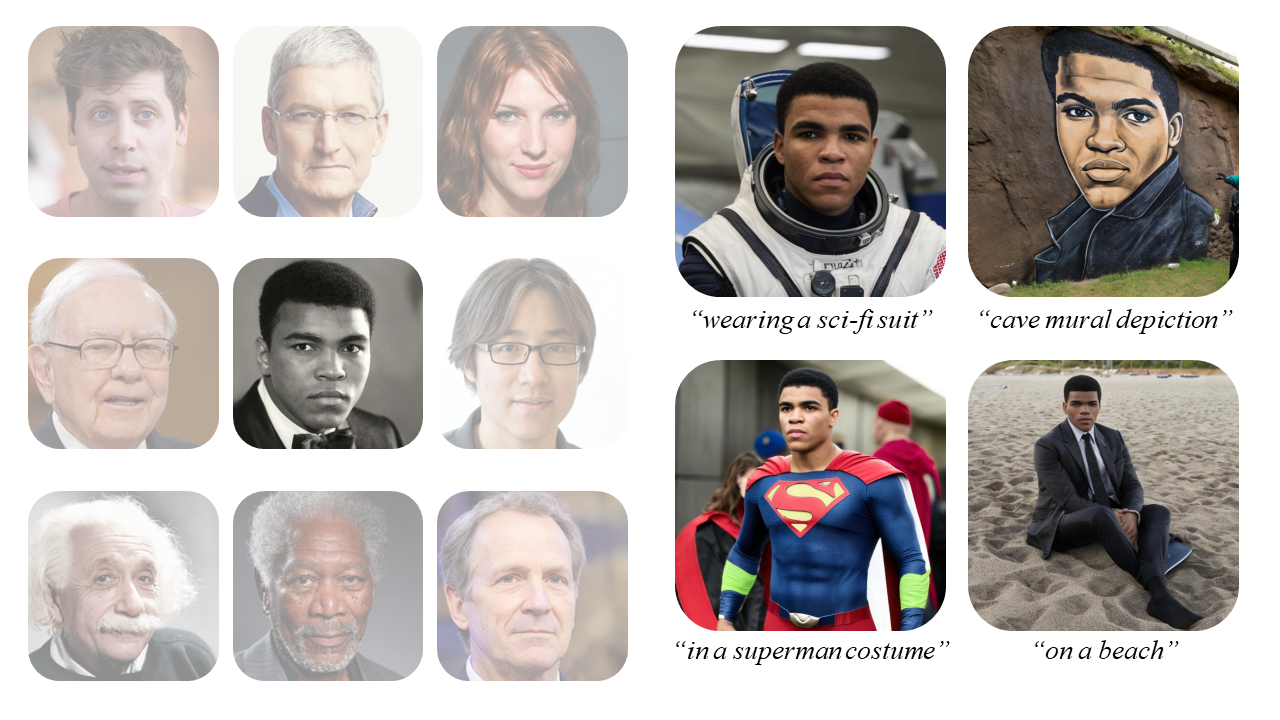 “wearing a sci-fi suit”
“cave mural depiction”
“in a superman costume”
“on a beach”